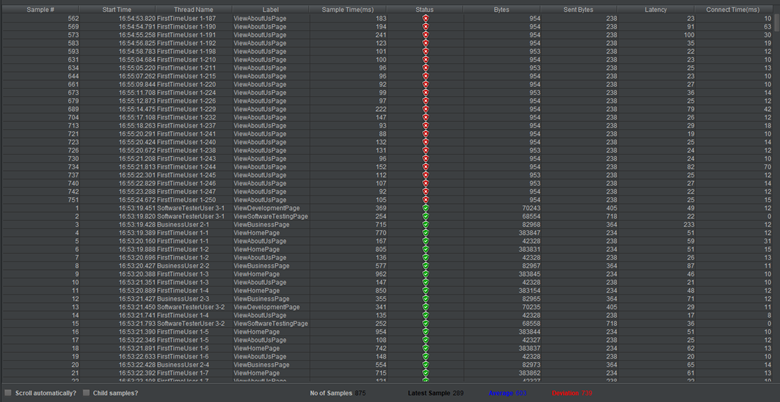 Sample # Start Time Thread Name Label Sample Time(ms) Status Bytes Sent Bytes Latency Connect Time(ms)
562 16:54:53.820 FirstTimeUser 1-187 ViewAboutUsPage 183 954 238 23 10
569 16:54:54.791 FirstTimeUser 1-190 ViewAboutUsPage 194 954 238 91 63
573 16:54:55.258 FirstTimeUser 1-191 ViewAboutUsPage 241 954 238 100 30
583 16:54:56.825 FirstTimeUser 1-192 ViewAboutUsPage 123 954 238 35 19
593 16:54:58.783 FirstTimeUser 1-198 ViewAboutUsPage 101 953 238 23 12
631 16:55:04.684 FirstTimeUser 1-210 ViewAboutUsPage 100 954 238 22 10
634 16:55:05.220 FirstTimeUser 1-211 ViewAboutUsPage 96 953 238 25 13
644 16:55:07.262 FirstTimeUser 1-215 ViewAboutUsPage 96 954 238 22 10
661 16:55:09.844 FirstTimeUser 1-220 ViewAboutUsPage 92 954 238 27 10
673 16:55:11.708 FirstTimeUser 1-224 ViewAboutUsPage 99 953 238 36 14
679 16:55:12.873 FirstTimeUser 1-226 ViewAboutUsPage 97 954 238 25 12
689 16:55:14.475 FirstTimeUser 1-229 ViewAboutUsPage 222 954 238 79 42
704 16:55:17.108 FirstTimeUser 1-232 ViewAboutUsPage 147 954 238 26 12
713 16:55:18.263 FirstTimeUser 1-237 ViewAboutUsPage 93 954 238 29 18
721 16:55:20.291 FirstTimeUser 1-241 ViewAboutUsPage 88 954 238 19 10
723 16:55:20.424 FirstTimeUser 1-240 ViewAboutUsPage 132 954 238 25 14
726 16:55:20.672 FirstTimeUser 1-238 ViewAboutUsPage 131 953 238 24 12
730 16:55:21.208 FirstTimeUser 1-243 ViewAboutUsPage 96 954 238 24 10
734 16:55:21.813 FirstTimeUser 1-244 ViewAboutUsPage 152 954 238 82 70
737 16:55:22.301 FirstTimeUser 1-245 ViewAboutUsPage 112 954 238 25 12
740 16:55:22.829 FirstTimeUser 1-246 ViewAboutUsPage 107 954 238 27 14
742 16:55:23.288 FirstTimeUser 1-247 ViewAboutUsPage 92 954 238 22 12
751 16:55:24.672 FirstTimeUser 1-250 ViewAboutUsPage 105 954 238 25 15
1 16:53:19.451 SoftwareTesterUser 3-1 ViewDevelopmentPage 369 70243 405 49 12
2 16:53:19.820 SoftwareTesterUser 3-1 ViewSoftwareTestingPage 254 68554 718 22 0
3 16:53:19.428 BusinessUser 2-1 ViewBusinessPage 715 82968 364 233 12
4 16:53:19.389 FirstTimeUser 1-1 ViewHomePage 770 383847 234 51 12
5 16:53:20.160 FirstTimeUser 1-1 ViewAboutUsPage 167 42328 238 59 31
6 16:53:19.888 FirstTimeUser 1-2 ViewHomePage 805 383831 234 51 15
7 16:53:20.696 FirstTimeUser 1-2 ViewAboutUsPage 136 42328 238 26 13
8 16:53:20.427 BusinessUser 2-2 ViewBusinessPage 577 82967 364 87 11
9 16:53:20.388 FirstTimeUser 1-3 ViewHomePage 962 383845 234 46 10
10 16:53:21.351 FirstTimeUser 1-3 ViewAboutUsPage 147 42328 238 21 10
11 16:53:20.889 FirstTimeUser 1-4 ViewHomePage 850 383154 234 48 12
12 16:53:21.427 BusinessUser 2-3 ViewBusinessPage 355 82965 364 71 12
13 16:53:21.450 SoftwareTesterUser 3-2 ViewDevelopmentPage 341 70235 405 29 11
14 16:53:21.741 FirstTimeUser 1-4 ViewAboutUsPage 135 42328 238 17 8
15 16:53:21.793 SoftwareTesterUser 3-2 ViewSoftwareTestingPage 252 68558 718 36 0
16 16:53:21.390 FirstTimeUser 1-5 ViewHomePage 954 383844 234 51 10
17 16:53:22.346 FirstTimeUser 1-5 ViewAboutUsPage 108 42327 238 25 12
18 16:53:21.891 FirstTimeUser 1-6 ViewHomePage 742 383837 234 62 13
19 16:53:22.633 FirstTimeUser 1-6 ViewAboutUsPage 148 42328 238 20 10
20 16:53:22.428 BusinessUser 2-4 ViewBusinessPage 554 82973 364 65 14
21 16:53:22.392 FirstTimeUser 1-7 ViewHomePage 715 383862 234 61 13
Scroll automatically? Child samples? No of Samples 875 Latest Sample 289 Average